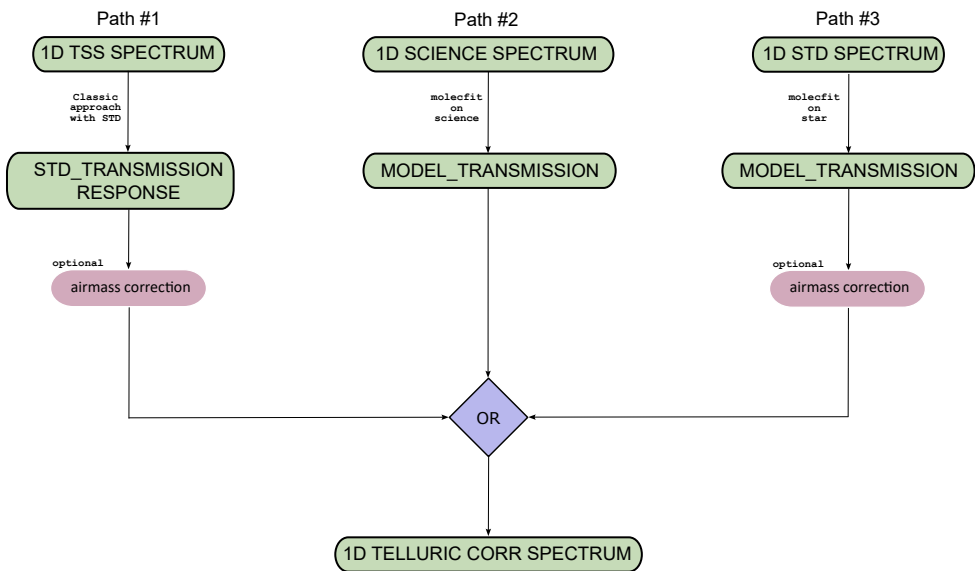 Path #1
Path #2
Path #3
1D TSS SPECTRUM
1D SCIENCE SPECTRUM
1D STD SPECTRUM
Classic
approach
with STD
molecfit
on
science
molecfit
on
star
STD_TRANSMISSION
RESPONSE
MODEL_TRANSMISSION
MODEL_TRANSMISSION
optional
airmass correction
optional
airmass correction
OR
1D TELLURIC CORR SPECTRUM